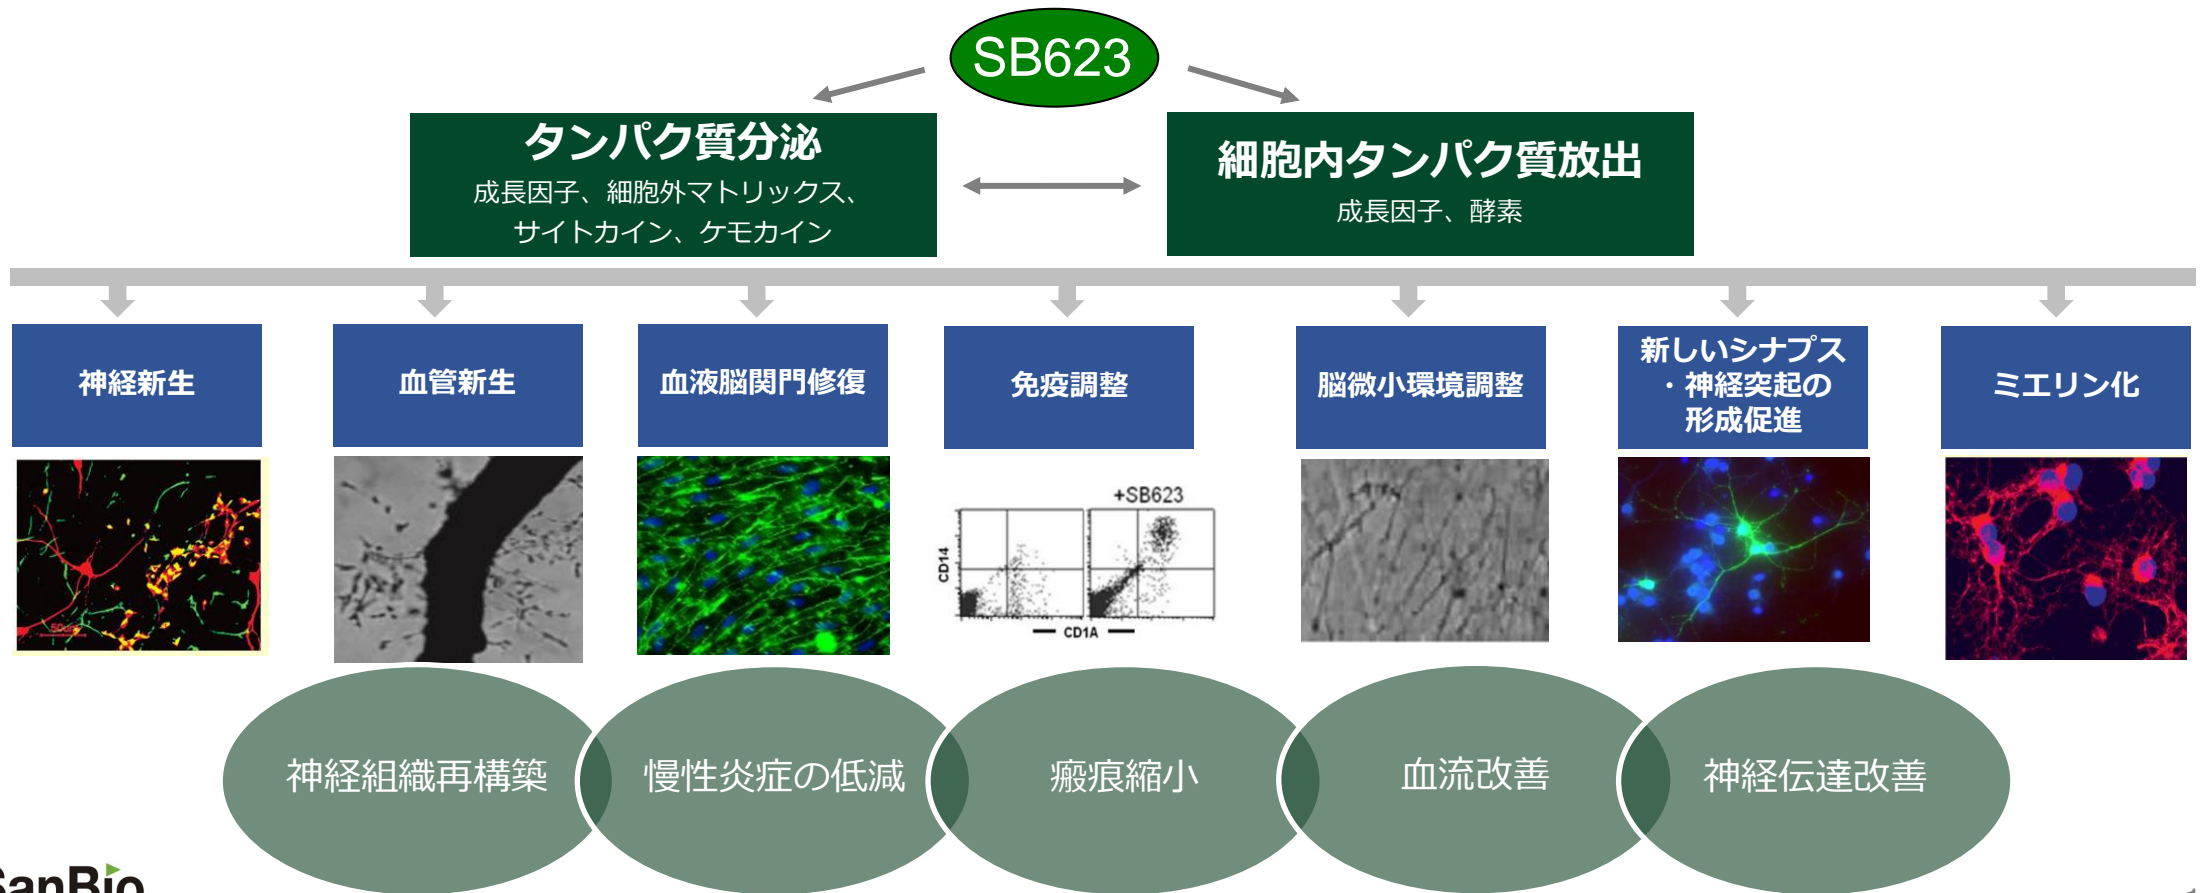 SB623
タンパク質分泌
成長因子、細胞外マトリックス、
サイトカイン、ケモカイン
細胞内タンパク質放出
成長因子、酵素
神経新生
血管新生
血液脳関門修復
免疫調整
脳微小環境調整
新しいシナプス
・神経突起の
形成促進
ミエリン化
50um
+SB623
CD14
CD1A
神経組織再構築
慢性炎症の低減
瘢痕縮小
血流改善
神経伝達改善
SanBio